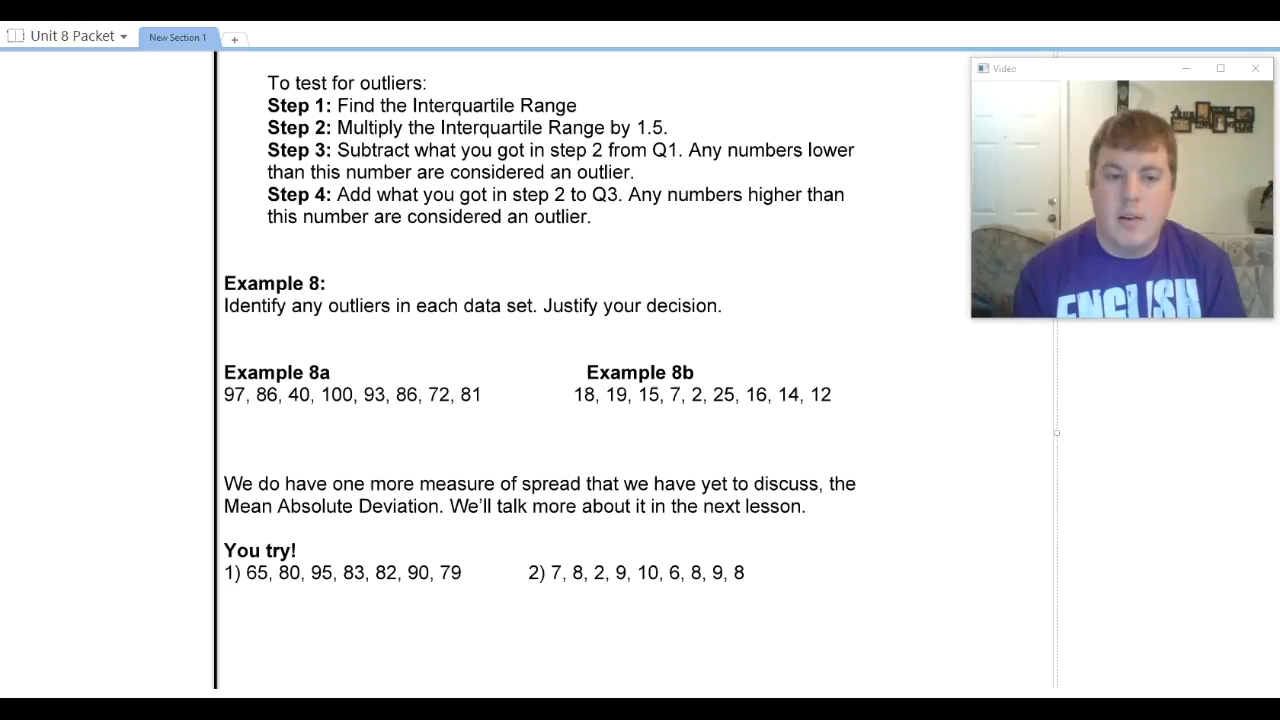 Unit 8 Packet
New Section 1
Video
To test for outliers:
Step 1: Find the Interquartile Range
Step 2: Multiply the Interquartile Range by 1.5.
Step 3: Subtract what you got in step 2 from Q1. Any numbers lower
than this number are considered an outlier.
Step 4: Add what you got in step 2 to Q3. Any numbers higher than
this number are considered an outlier.
ENGLISH
Example 8:
Identify any outliers in each data set. Justify your decision.
Example 8a
Example 8b
97, 86, 40, 100, 93, 86, 72, 81
18, 19, 15, 7, 2, 25, 16, 14, 12
We do have one more measure of spread that we have yet to discuss, the
Mean Absolute Deviation. We’ll talk more about it in the next lesson.
You try!
1) 65, 80, 95, 83, 82, 90, 79
2) 7, 8, 2, 9, 10, 6, 8, 9, 8